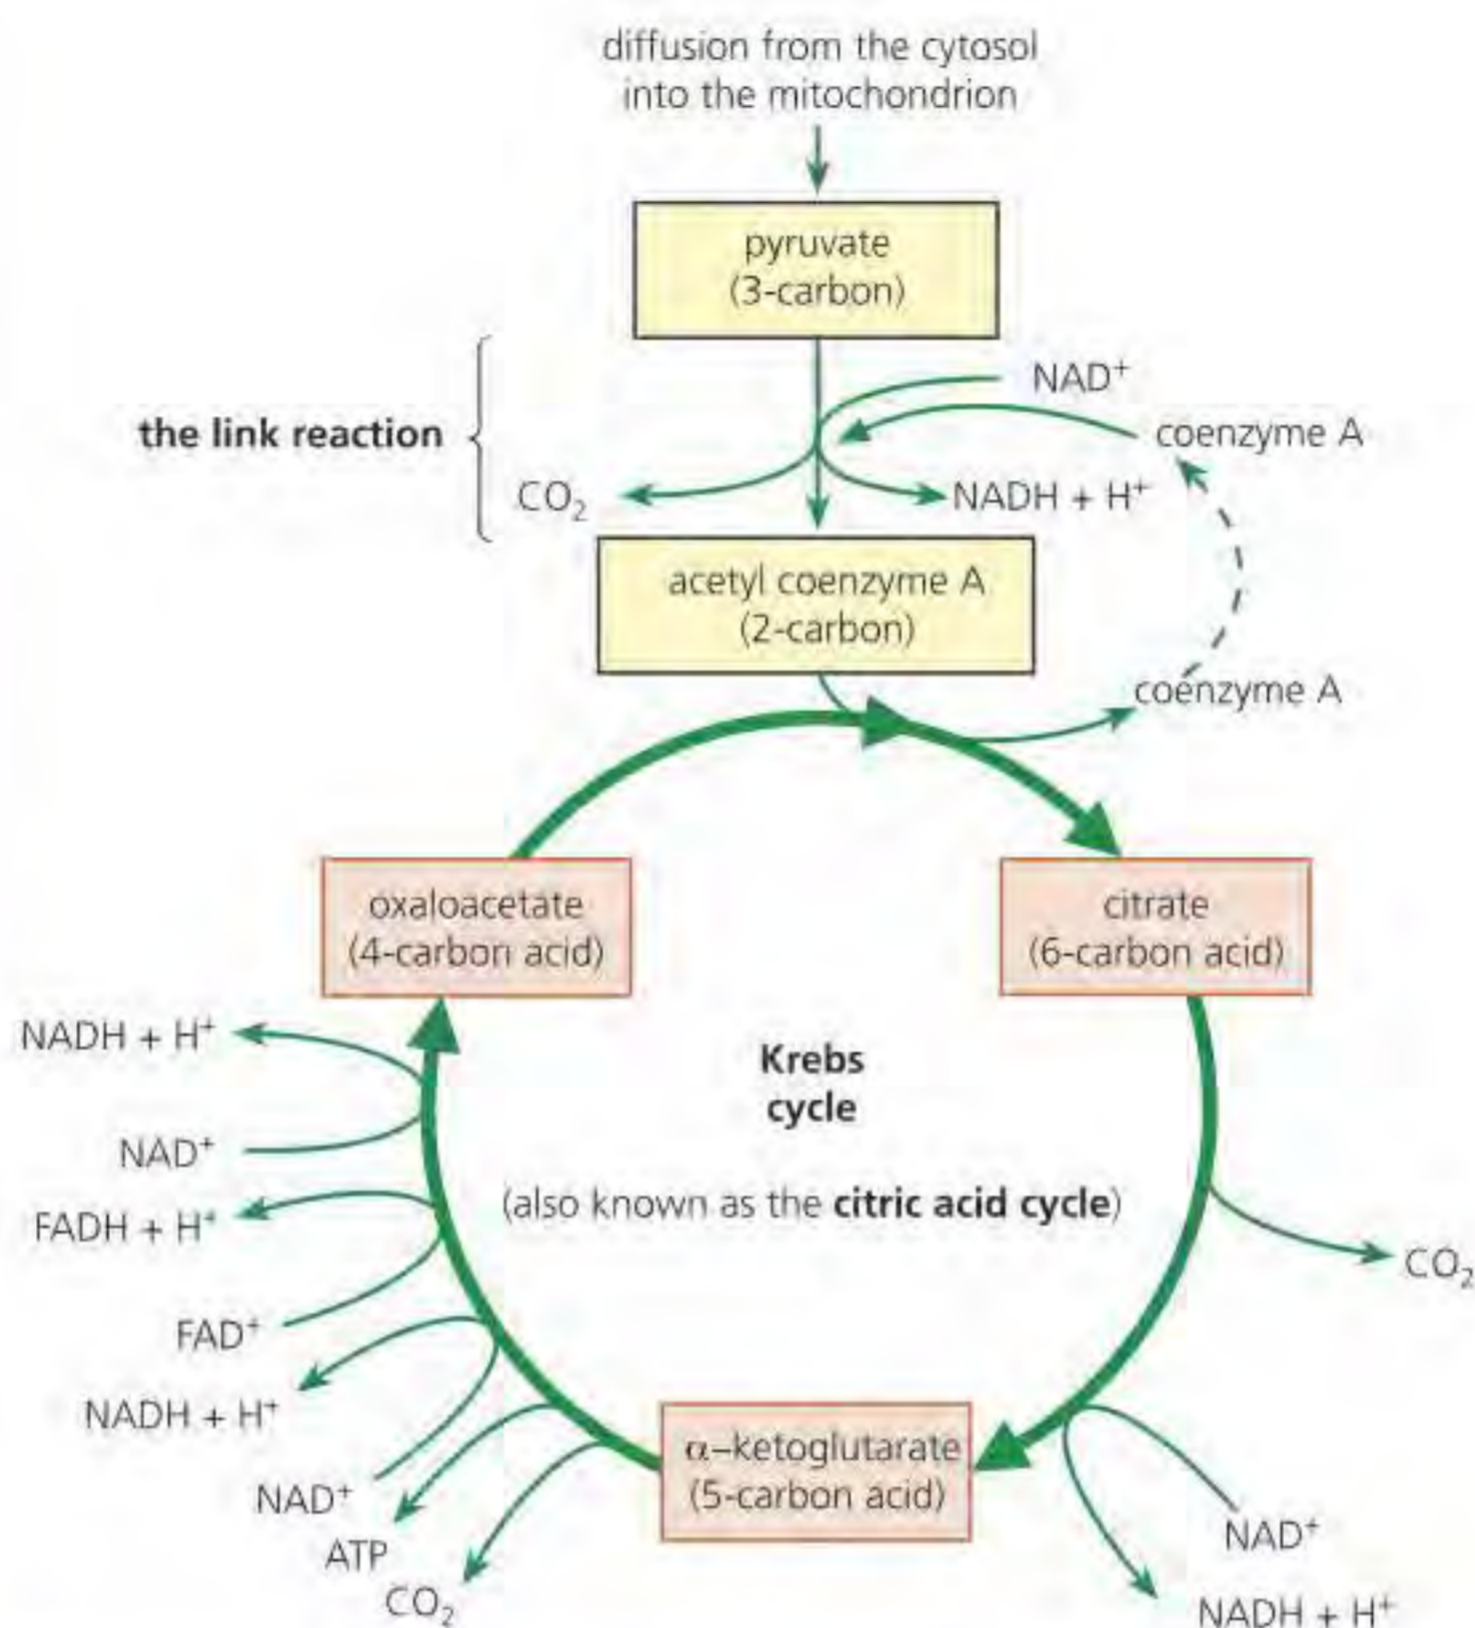 diffusion from the cytosol
into the mitochondrion
pyruvate
(3-carbon)
NAD⁺
the link reaction
coenzyme A
CO₂
NADH + H⁺
acetyl coenzyme A
(2-carbon)
coenzyme A
oxaloacetate
(4-carbon acid)
citrate
(6-carbon acid)
NADH + H⁺
Krebs
cycle
NAD⁺
(also known as the citric acid cycle)
FADH + H⁺
CO₂
FAD⁺
NADH + H⁺
α–ketoglutarate
(5-carbon acid)
NAD⁺
NAD⁺
ATP
CO₂
NADH + H⁺